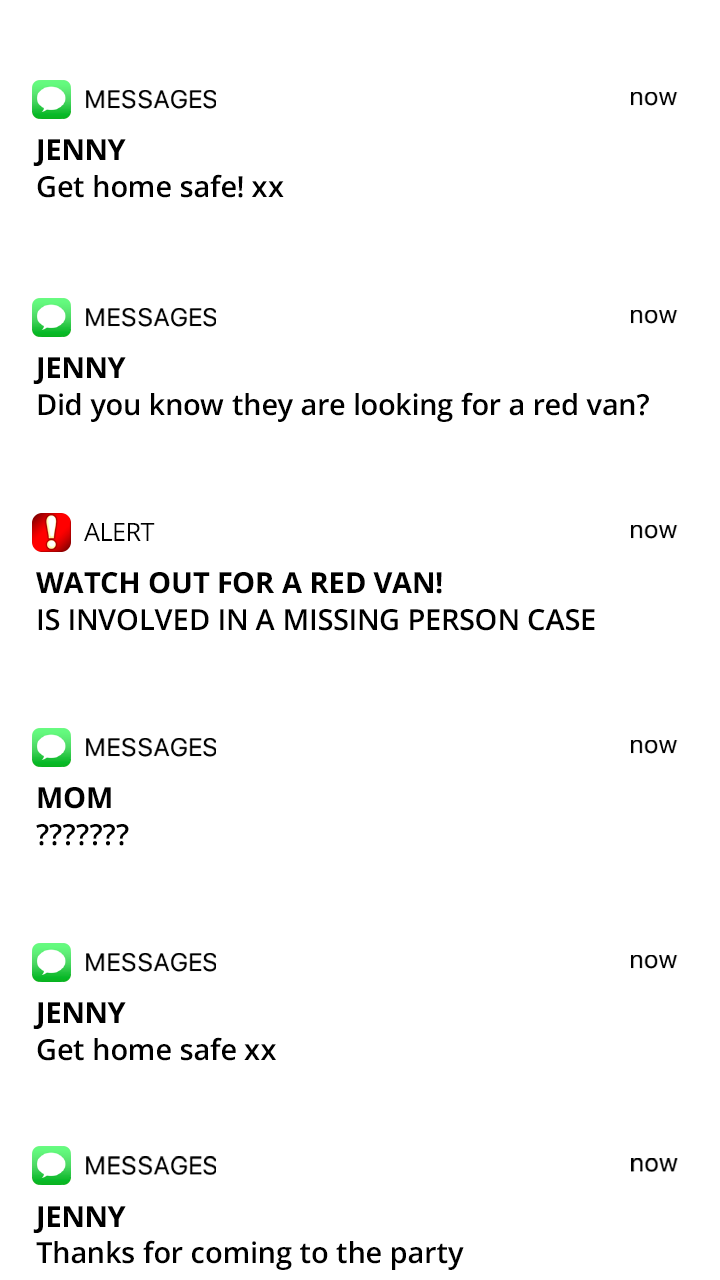 MESSAGES now
JENNY
Get home safe! xx
MESSAGES now
JENNY
Did you know they are looking for a red van?
ALERT now
WATCH OUT FOR A RED VAN!
IS INVOLVED IN A MISSING PERSON CASE
MESSAGES now
MOM
???????
MESSAGES now
JENNY
Get home safe xx
MESSAGES now
JENNY
Thanks for coming to the party